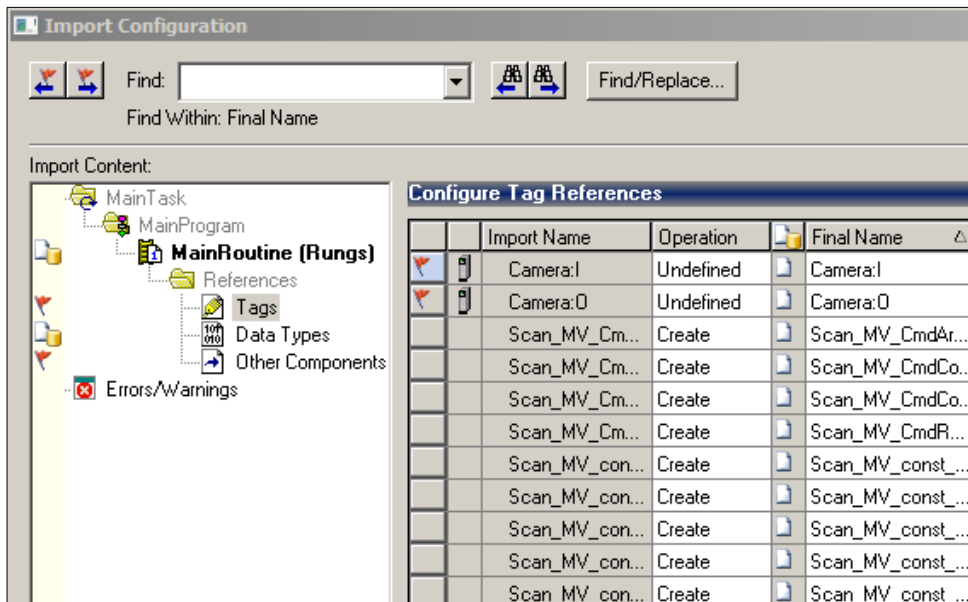 Import Configuration
Find: Find/Replace...
Find Within: Final Name
Import Content:
MainTask
MainProgram
MainRoutine (Rungs)
References
Tags
Data Types
Other Components
Errors/Warnings
Configure Tag References
Import Name Operation Final Name
Camera:I Undefined Camera:I
Camera:O Undefined Camera:O
Scan_MV_Cm... Create Scan_MV_CmdAr...
Scan_MV_Cm... Create Scan_MV_CmdCo...
Scan_MV_Cm... Create Scan_MV_CmdCo...
Scan_MV_Cm... Create Scan_MV_CmdR...
Scan_MV_con... Create Scan_MV_const_...
Scan_MV_con... Create Scan_MV_const_...
Scan_MV_con... Create Scan_MV_const_...
Scan_MV_con... Create Scan_MV_const_...
Scan_MV_con... Create Scan_MV_const_...